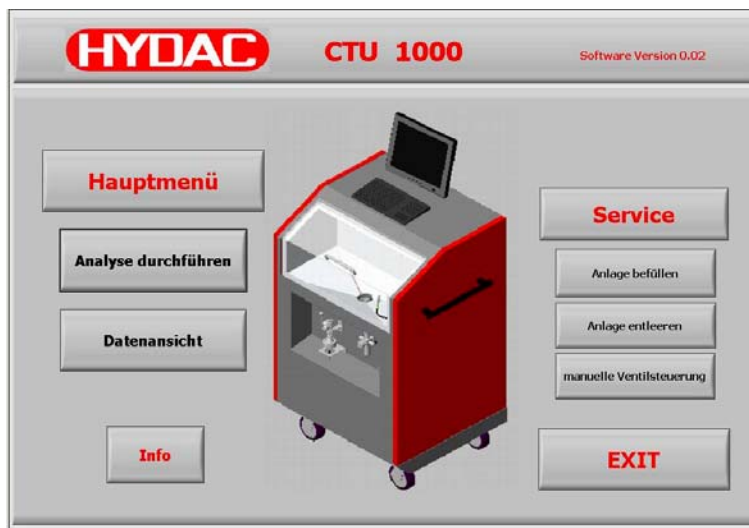 HYDAC
CTU 1000
Software Version 0.02
Hauptmenü
Analyse durchführen
Datenansicht
Info
Service
Anlage befüllen
Anlage entleeren
manuelle Ventilsteuerung
EXIT